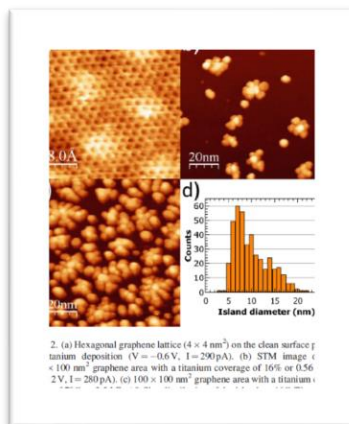 8.0Å
20nm
20nm
d)
Counts
60
50
40
30
20
10
0
0 5 10 15 20
Island diameter (nm)
2. (a) Hexagonal graphene lattice (4 × 4 nm²) on the clean surface p
tanium deposition (V = −0.6 V, I = 290 pA). (b) STM image o
× 100 nm² graphene area with a titanium coverage of 16% or 0.56
2 V, I = 280 pA). (c) 100 × 100 nm² graphene area with a titanium c